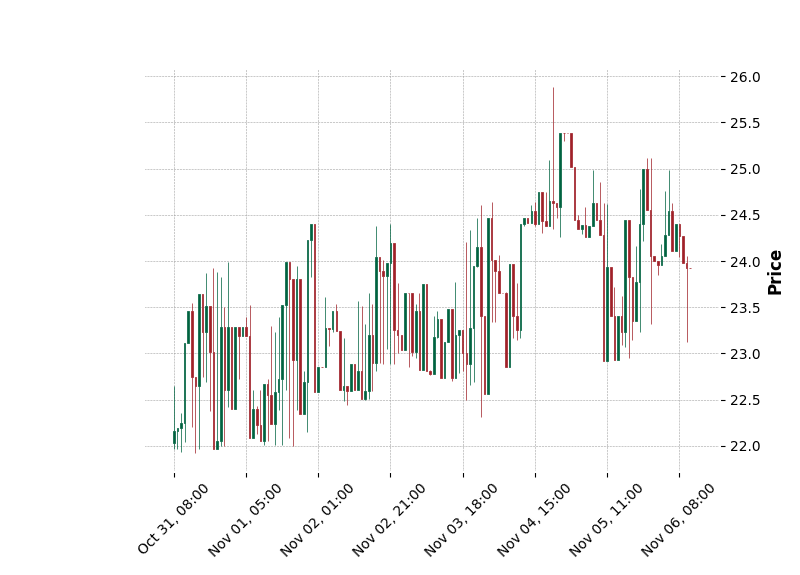 26.0
25.5
25.0
24.5
24.0
23.5
23.0
22.5
22.0
Price
Oct 31, 08:00
Nov 01, 05:00
Nov 02, 01:00
Nov 02, 21:00
Nov 03, 18:00
Nov 04, 15:00
Nov 05, 11:00
Nov 06, 08:00